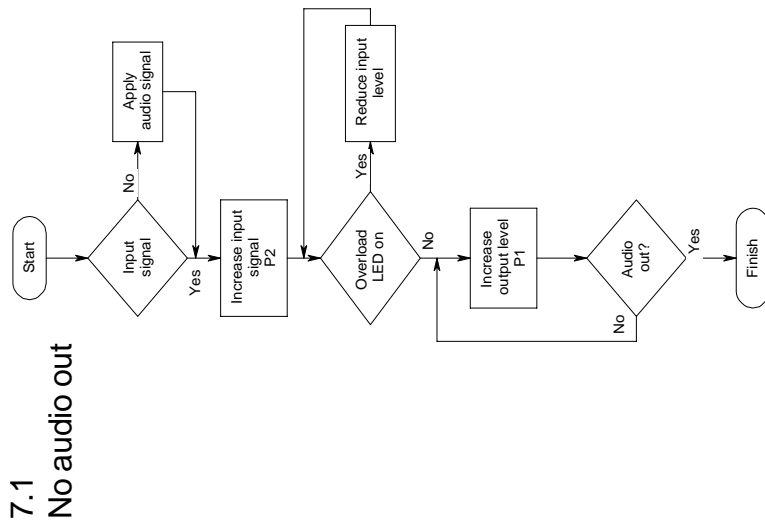 7.1
No audio out
Start
Input
signal
No
Apply
audio signal
Yes
Increase input
signal
P2
Overload
LED on
Yes
Reduce input
level
No
Increase
output level
P1
Audio
out?
No
Yes
Finish